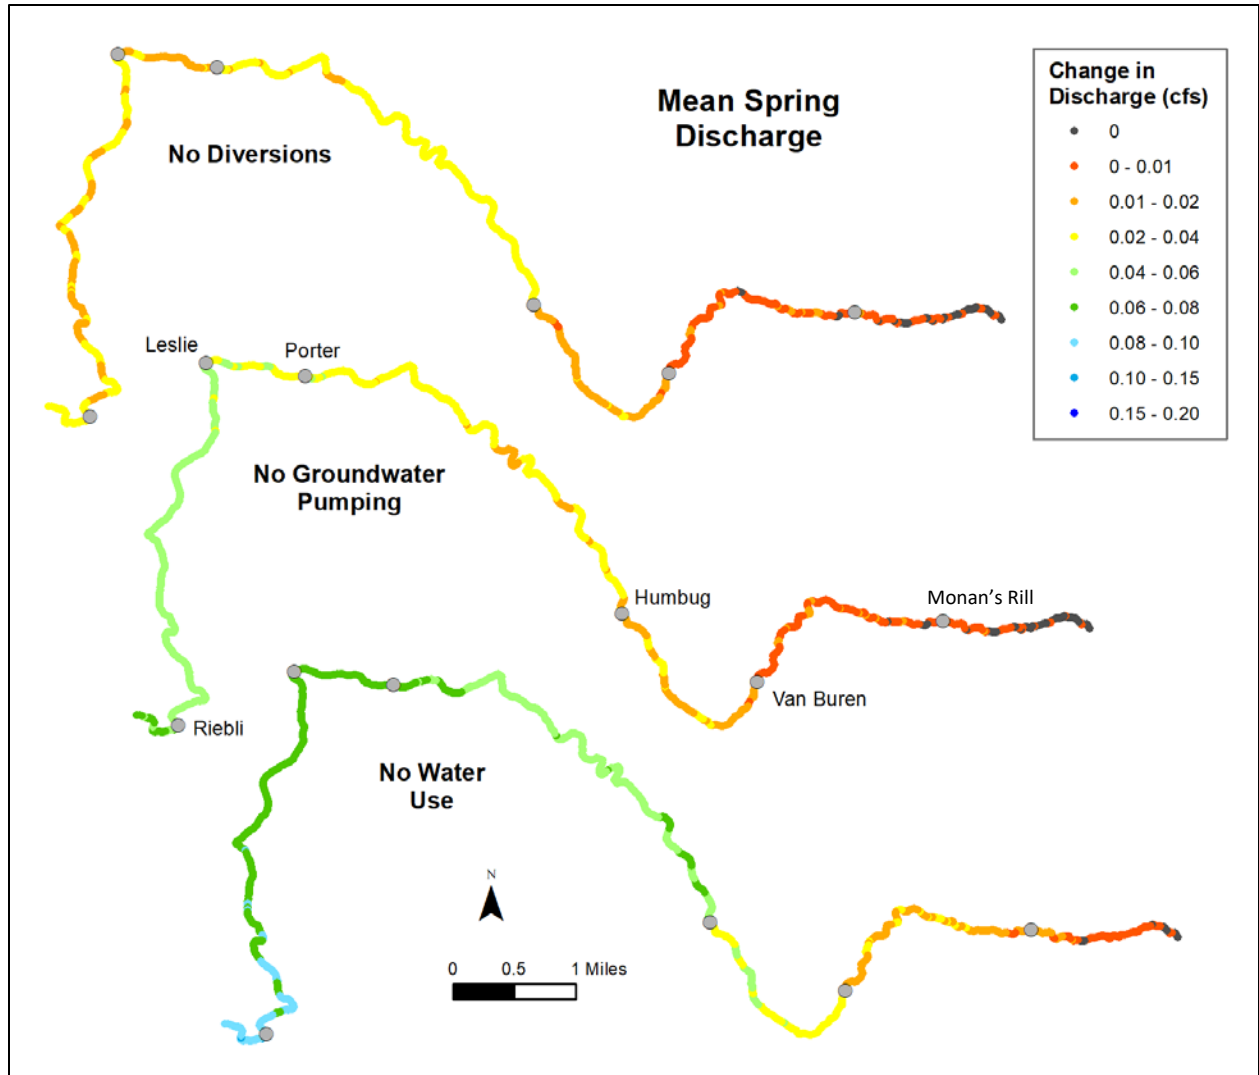 Mean Spring
Discharge
Change in
Discharge (cfs)
0
0 - 0.01
0.01 - 0.02
0.02 - 0.04
0.04 - 0.06
0.06 - 0.08
0.08 - 0.10
0.10 - 0.15
0.15 - 0.20
No Diversions
Leslie
Porter
No Groundwater
Pumping
Humbug
Monan's Rill
Van Buren
Riebli
No Water
Use
N
0 0.5 1 Miles